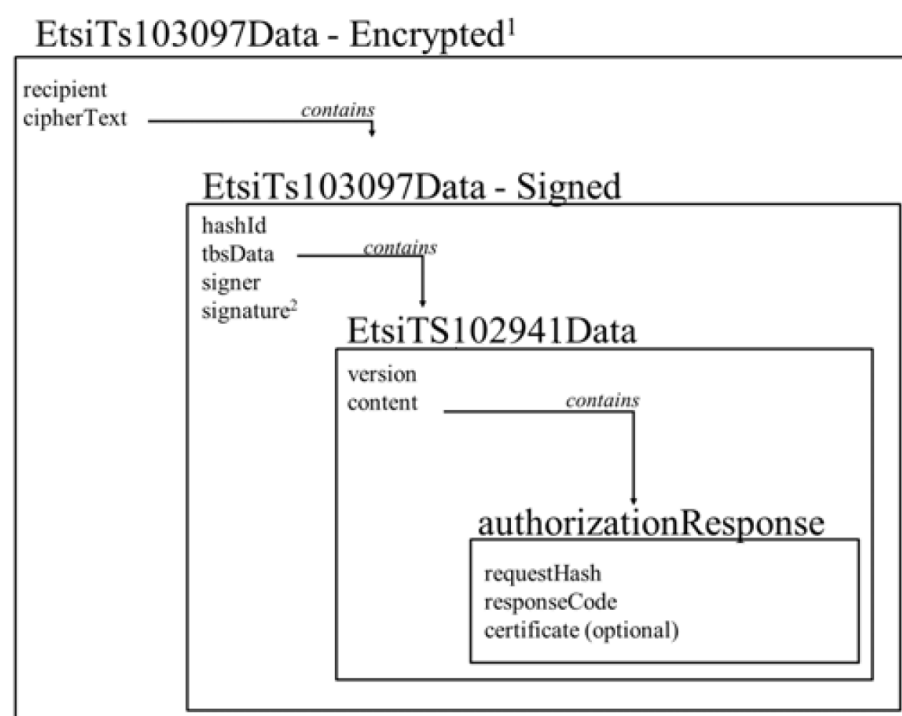 EtsiTs103097Data - Encrypted¹
recipient
cipherText
contains
EtsiTs103097Data - Signed
hashId
tbsData
contains
signer
signature²
EtsiTS102941Data
version
content
contains
authorizationResponse
requestHash
responseCode
certificate (optional)